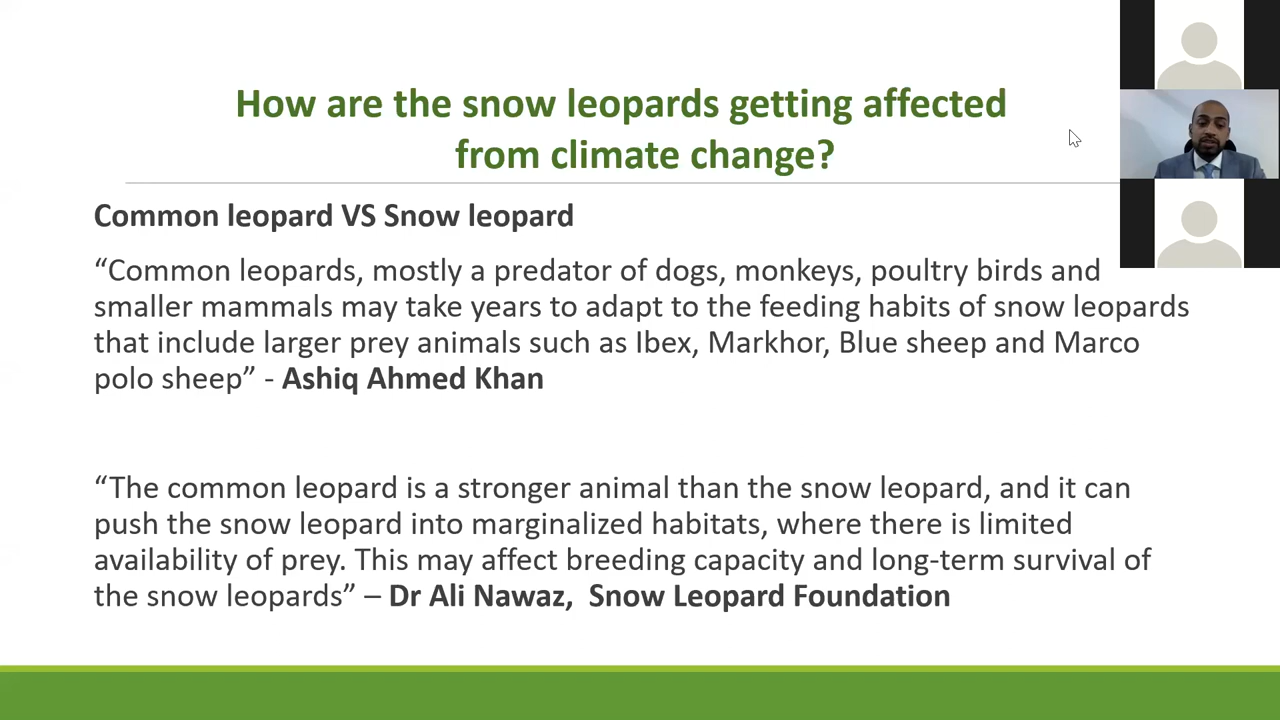 How are the snow leopards getting affected
from climate change?
Common leopard VS Snow leopard
“Common leopards, mostly a predator of dogs, monkeys, poultry birds and
smaller mammals may take years to adapt to the feeding habits of snow leopards
that include larger prey animals such as Ibex, Markhor, Blue sheep and Marco
polo sheep” - Ashiq Ahmed Khan
“The common leopard is a stronger animal than the snow leopard, and it can
push the snow leopard into marginalized habitats, where there is limited
availability of prey. This may affect breeding capacity and long-term survival of
the snow leopards” – Dr Ali Nawaz,  Snow Leopard Foundation